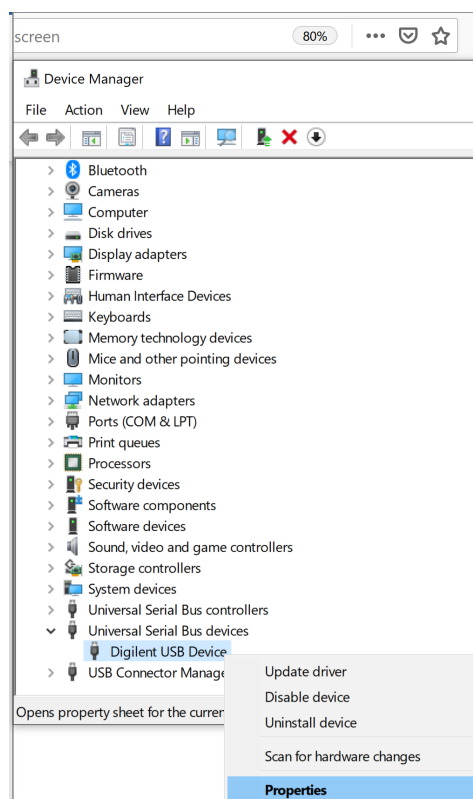 screen
80%
Device Manager
File Action View Help
Bluetooth
Cameras
Computer
Disk drives
Display adapters
Firmware
Human Interface Devices
Keyboards
Memory technology devices
Mice and other pointing devices
Monitors
Network adapters
Ports (COM & LPT)
Print queues
Processors
Security devices
Software components
Software devices
Sound, video and game controllers
Storage controllers
System devices
Universal Serial Bus controllers
Universal Serial Bus devices
Digilent USB Device
USB Connector Manage
Opens property sheet for the curren
Update driver
Disable device
Uninstall device
Scan for hardware changes
Properties